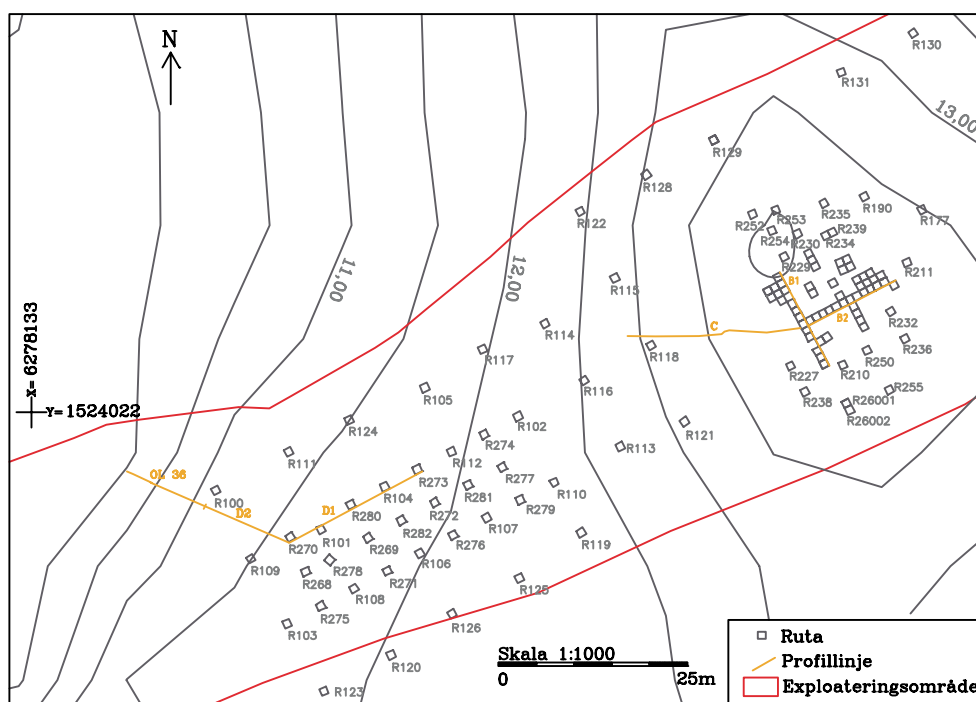 N
R130
R131
13,00
R129
R128
R122
R190
R235
R253
R252
R177
R239
R254
R230
R234
R229
R211
11,00
12,00
R115
B1
R114
R232
B2
C
X= 6278133
R117
R118
R236
R250
R227
R210
R116
R105
R255
R238
R26001
Y= 1524022
R26002
R102
R124
R121
R274
R113
R111
R112
R277
OL 36
R273
R110
R104
R281
R100
R279
D1
D2
R280
R272
R107
R282
R101
R269
R276
R119
R270
R106
R109
R278
R268
R271
R125
R108
R275
R103
R126
R120
R123
Skala 1:1000
0
25m
Ruta
Profillinje
Exploateringsområde